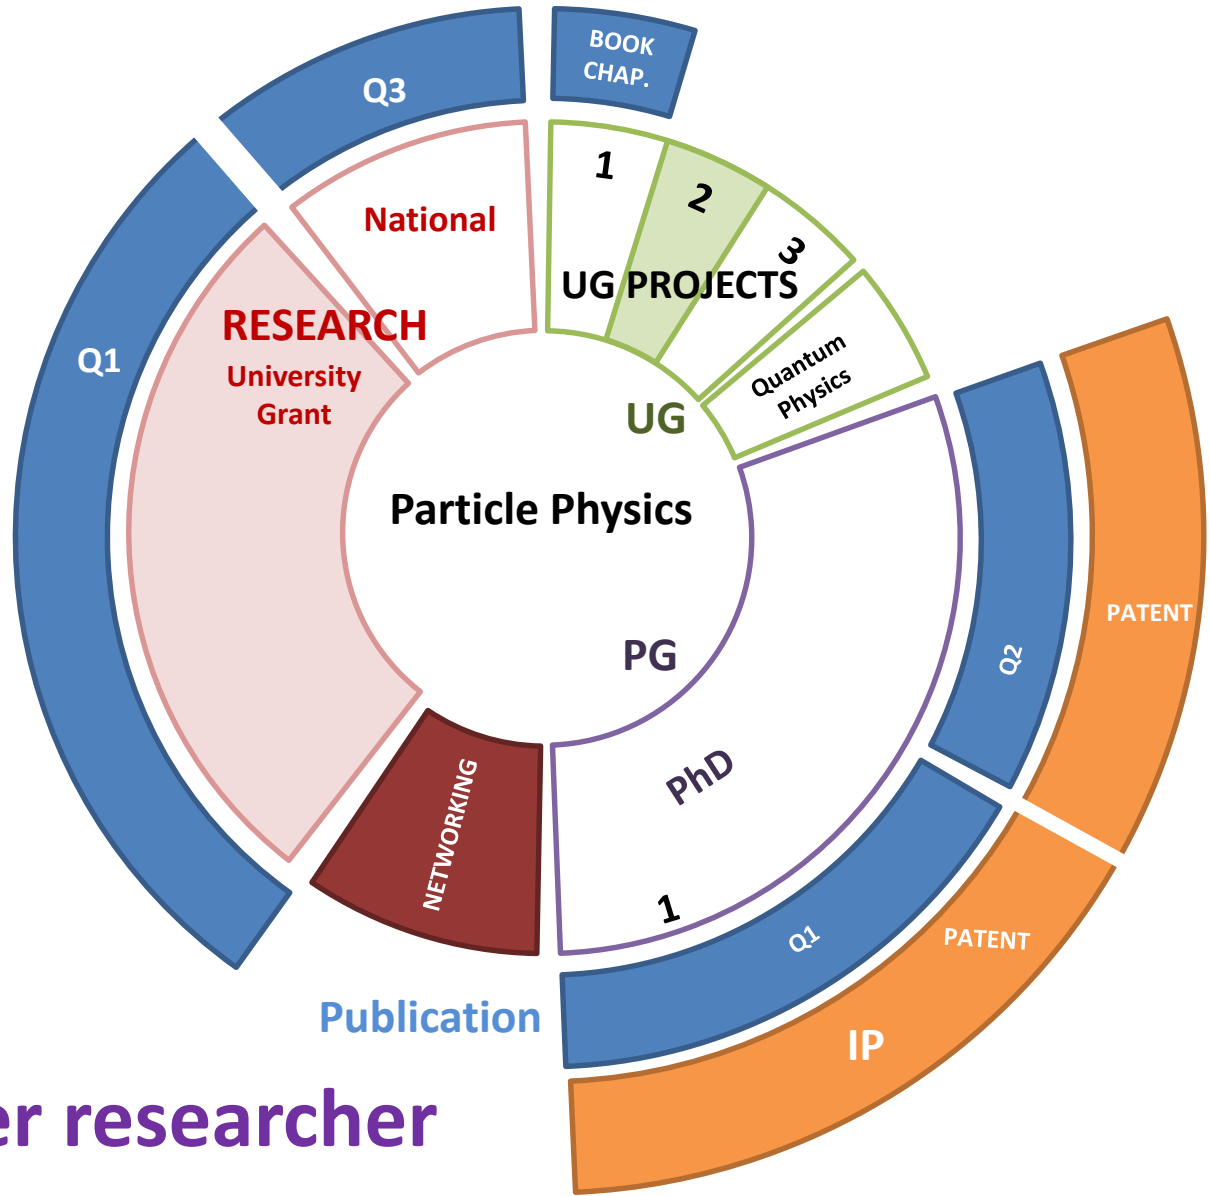 BOOK
CHAP.
Q3
1
2
3
National
UG PROJECTS
RESEARCH
University
Grant
Q1
Quantum
Physics
UG
Particle Physics
PG
PATENT
Q2
PhD
NETWORKING
1
Q1
PATENT
IP
Publication
researcher